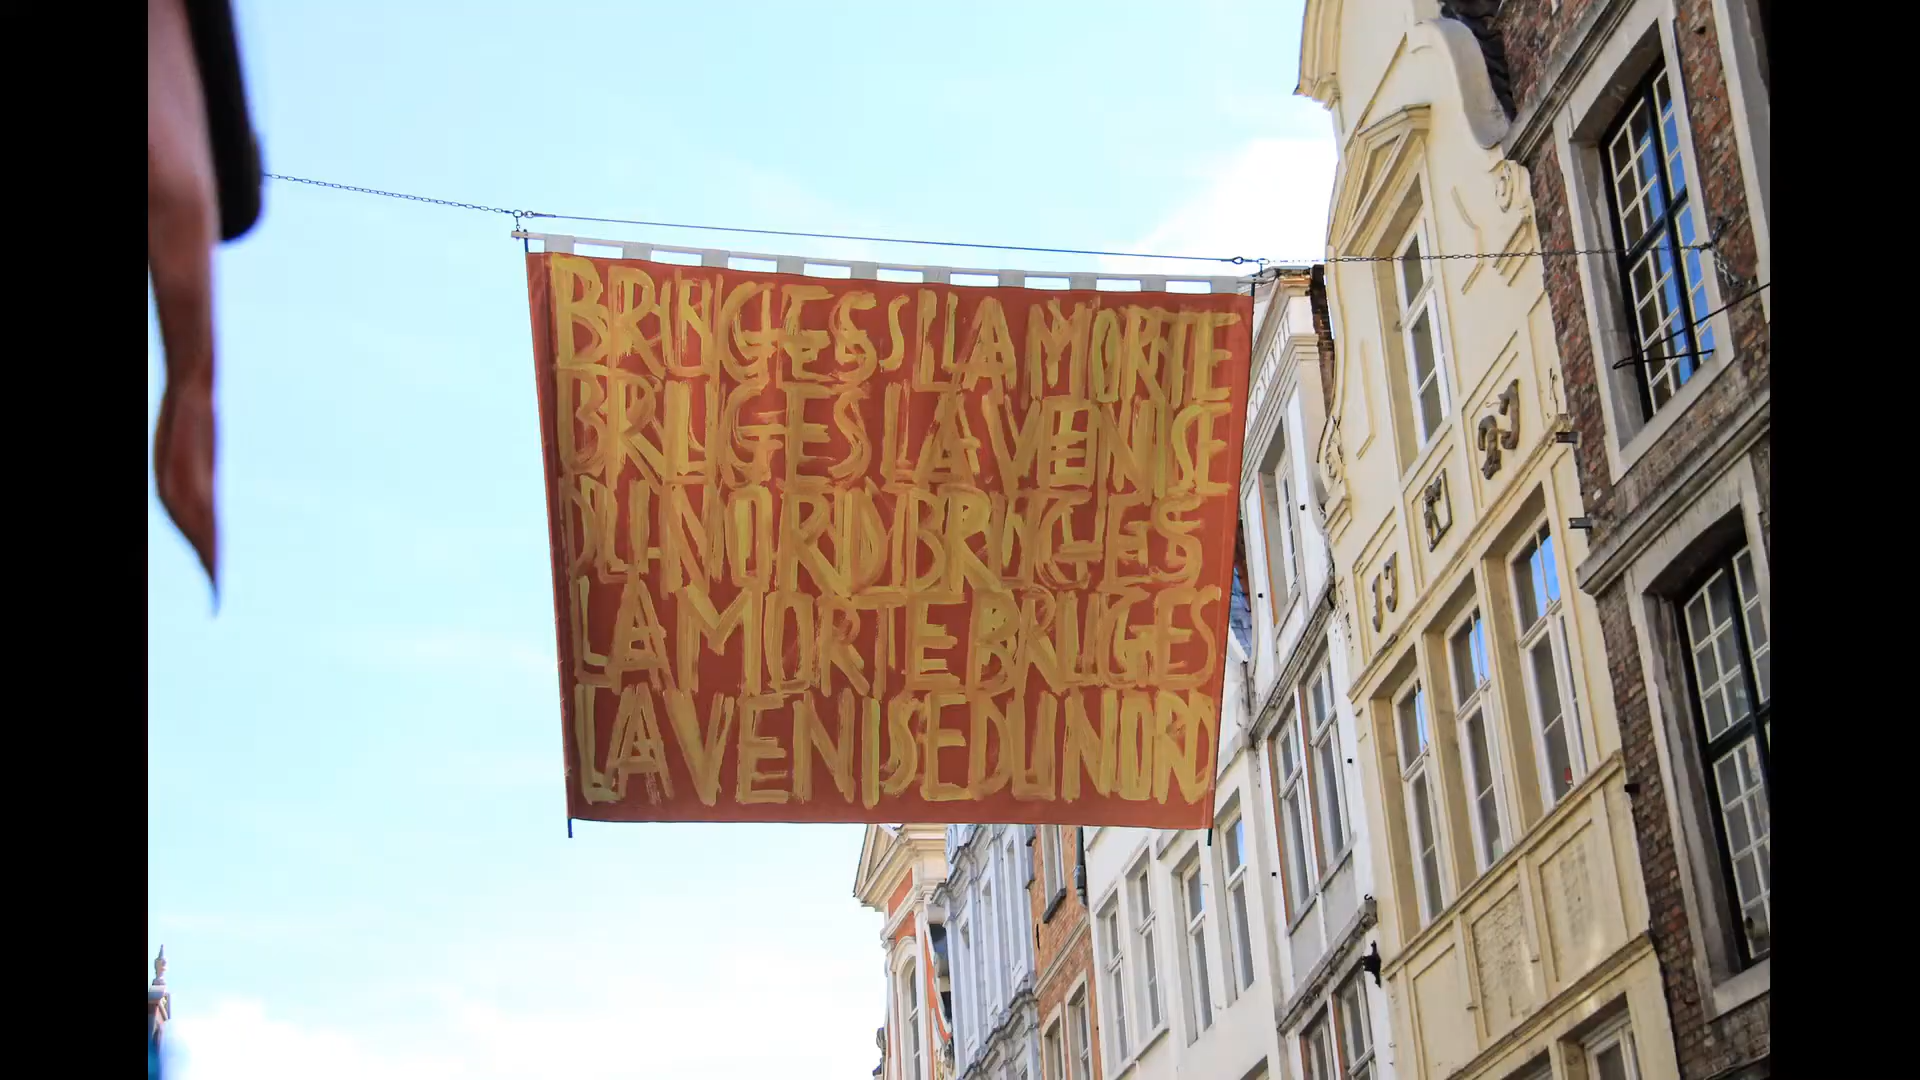 BRUGES LA MORTE
BRUGES LA VENISE
DU NORD BRUGES
LA MORTE BRUGES
LA VENISE DU NORD